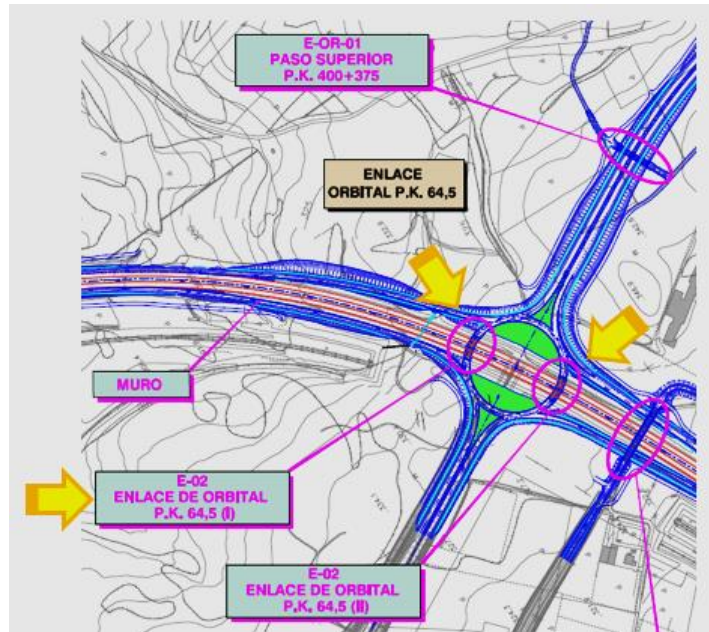 E-OR-01
PASO SUPERIOR
P.K. 400+375
ENLACE
ORBITAL P.K. 64,5
MURO
E-02
ENLACE DE ORBITAL
P.K. 64,5 (I)
E-02
ENLACE DE ORBITAL
P.K. 64,5 (II)